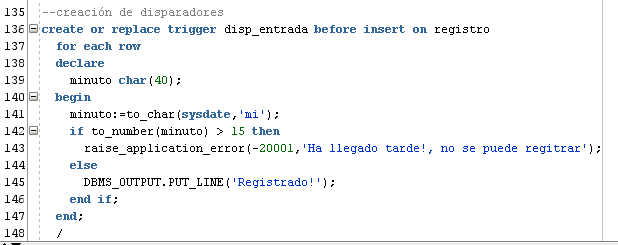 135 --creación de disparadores
136 create or replace trigger disp_entrada before insert on registro
137 for each row
138 declare
139 minuto char(40);
140 begin
141 minuto:=to_char(sysdate,'mi');
142 if to_number(minuto) > 15 then
143 raise_application_error(-20001,'Ha llegado tarde!, no se puede regitrar');
144 else
145 DBMS_OUTPUT.PUT_LINE('Registrado!');
146 end if;
147 end;
148 /